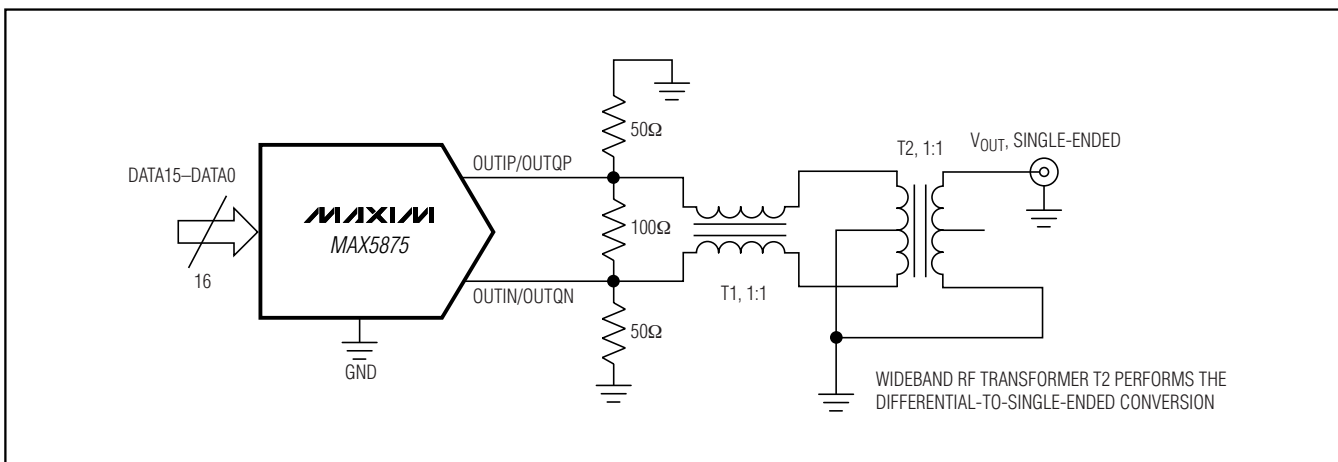 50Ω
V_OUT, SINGLE-ENDED
T2, 1:1
OUTIP/OUTQP
DATA15–DATA0
MAXIM
MAX5875
100Ω
16
OUTIN/OUTQN
T1, 1:1
50Ω
GND
WIDEBAND RF TRANSFORMER T2 PERFORMS THE
DIFFERENTIAL-TO-SINGLE-ENDED CONVERSION